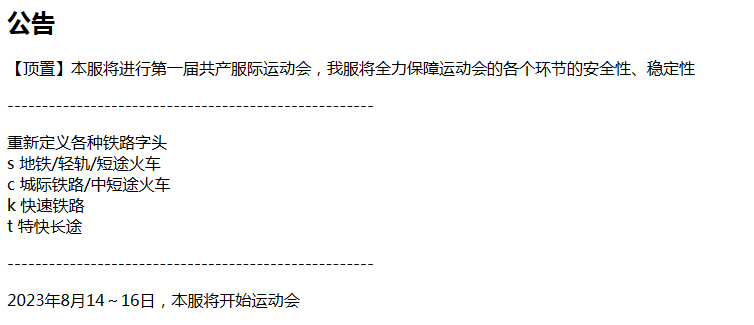 公告
【顶置】本服将进行第一届共产服际运动会，我服将全力保障运动会的各个环节的安全性、稳定性
-----------------------------------------------------
重新定义各种铁路字头
s 地铁/轻轨/短途火车
c 城际铁路/中短途火车
k 快速铁路
t 特快长途
-----------------------------------------------------
2023年8月14～16日，本服将开始运动会